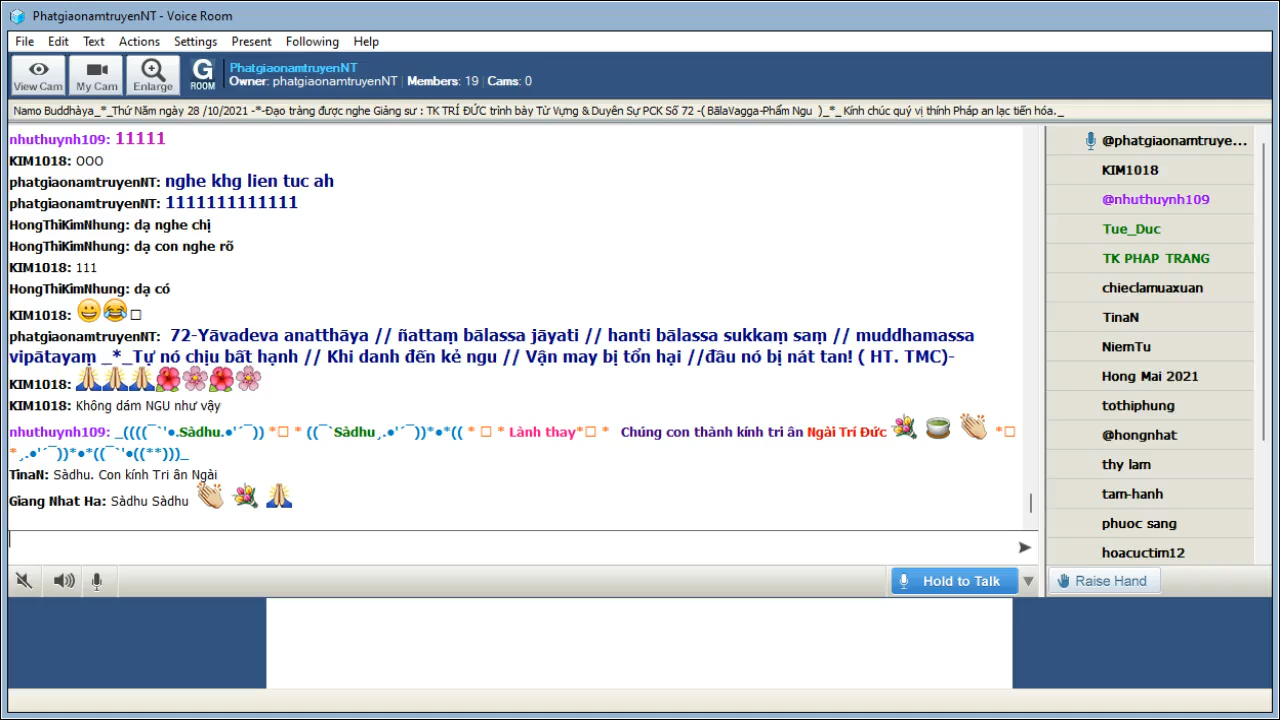 PhatgiaonamtruyenNT - Voice Room
File Edit Text Actions Settings Present Following Help
View Cam My Cam Enlarge G ROOM
PhatgiaonamtruyenNT
Owner: phatgiaonamtruyenNT | Members: 19 | Cams: 0
Namo Buddhàya_*_Thứ Năm ngày 28 /10/2021 -*-Đạo tràng được nghe Giảng sư : TK TRÍ ĐỨC trình bày Từ Vựng & Duyên Sự PCK Số 72 -( BãlaVagga-Phẩm Ngu )_*_ Kính chúc quý vị thính Pháp an lạc tiến hóa._
nhuthuynh109: 11111
KIM1018: OOO
phatgiaonamtruyenNT: nghe khg lien tuc ah
phatgiaonamtruyenNT: 1111111111111
HongThiKimNhung: dạ nghe chị
HongThiKimNhung: dạ con nghe rõ
KIM1018: 111
HongThiKimNhung: dạ có
KIM1018: 😀😂□
phatgiaonamtruyenNT: 72-Yāvadeva anatthāya // ñattaṃ bālassa jāyati // hanti bālassa sukkaṃ saṃ // muddhamassa
vipātayaṃ _*_Tự nó chịu bất hạnh // Khi danh đến kẻ ngu // Vận may bị tổn hại //đầu nó bị nát tan! ( HT. TMC)-
KIM1018: 🙏🙏🙏🌺🌸🌺🌸
KIM1018: Không dám NGU như vậy
nhuthuynh109: _((((¯`'•.Sàdhu.•'´¯)) *□ * ((¯`Sàdhu¸.•'´¯))*•*(( * □ * Lành thay*□ * Chúng con thành kính tri ân Ngài Trí Đức 💐 🍵 👏 *□
*¸.•'´¯))*•*((¯`'•((**)))_
TinaN: Sàdhu. Con kính Tri ân Ngài
Giang Nhat Ha: Sàdhu Sàdhu 👏 💐 🙏
Hold to Talk
@phatgiaonamtruye...
KIM1018
@nhuthuynh109
Tue_Duc
TK PHAP TRANG
chieclamuaxuan
TinaN
NiemTu
Hong Mai 2021
tothiphung
@hongnhat
thy lam
tam-hanh
phuoc sang
hoacuctim12
Raise Hand